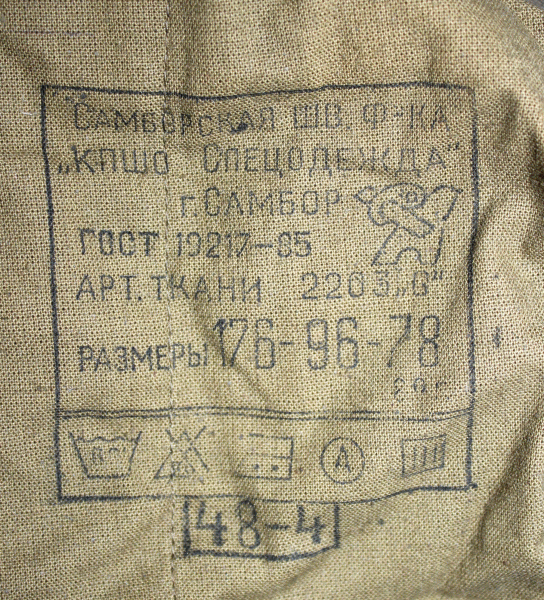 САМБОРСКАЯ ШВ. Ф-КА
„КПШО СПЕЦОДЕЖДА"
г. САМБОР
ГОСТ 19217-85
АРТ. ТКАНИ 2203„С"
РАЗМЕРЫ 176-96-78
А
48-4